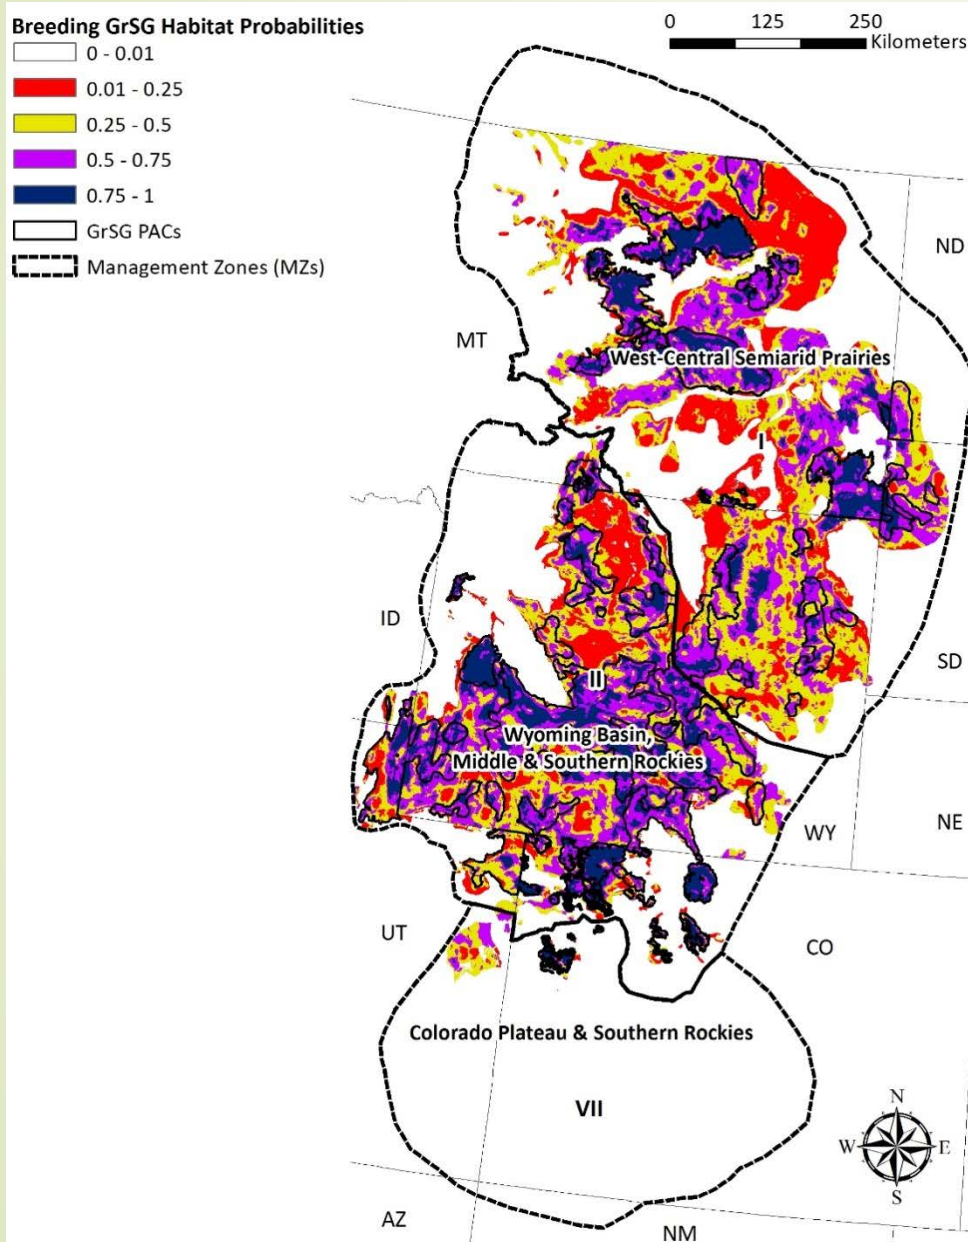 Breeding GrSG Habitat Probabilities
0 - 0.01
0.01 - 0.25
0.25 - 0.5
0.5 - 0.75
0.75 - 1
GrSG PACs
Management Zones (MZs)
0 125 250
Kilometers
ND
MT
West-Central Semiarid Prairies
I
ID
SD
II
Wyoming Basin,
Middle & Southern Rockies
WY
NE
UT
CO
Colorado Plateau & Southern Rockies
VII
N
W E
S
AZ
NM